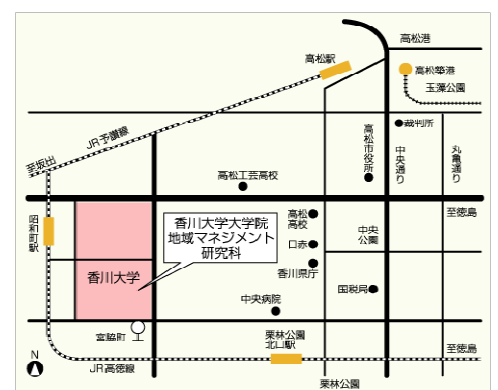 高松港
高松駅
高松築港
玉藻公園
裁判所
JR予讃線
至坂出
高松市役所
中央通り
丸亀通り
高松工芸高校
至徳島
昭和町駅
香川大学大学院
地域マネジメント
研究科
高松
高校
日赤
中央
公園
香川県庁
香川大学
国税局
中央病院
宮脇町
栗林公園
北口駅
至徳島
N
JR高徳線
栗林公園